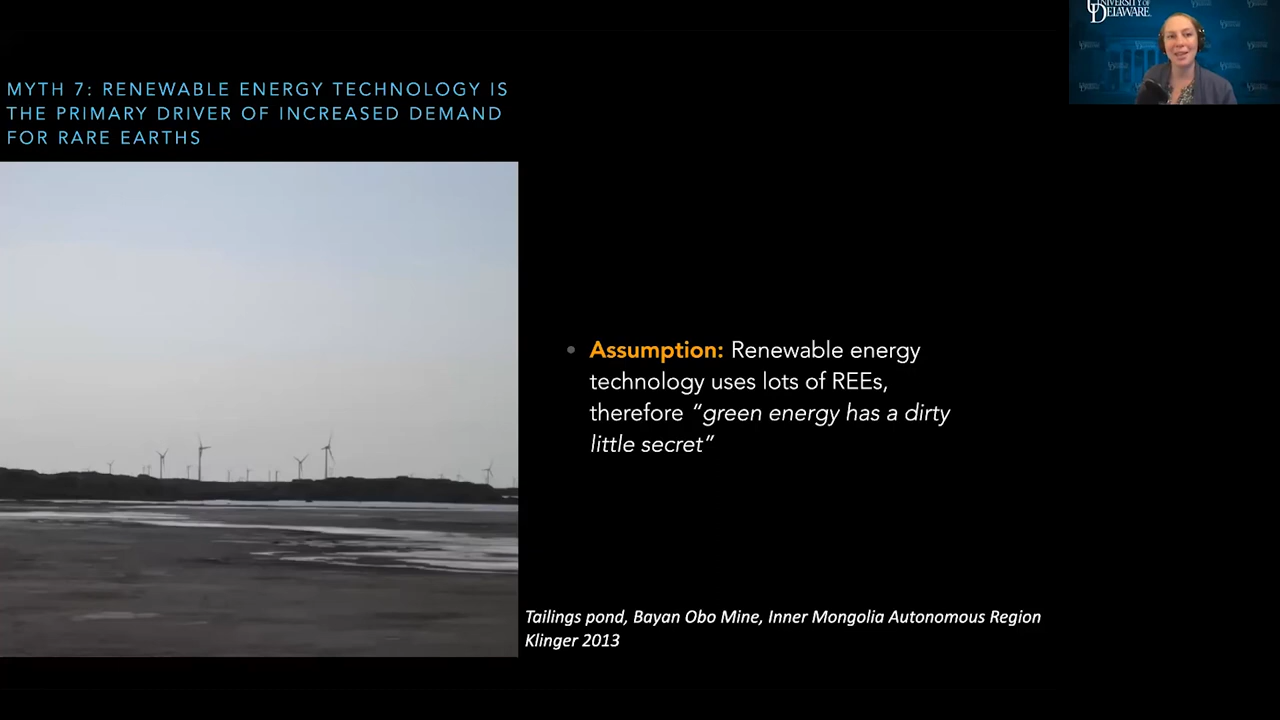 UNIVERSITY OF
DELAWARE.
MYTH 7: RENEWABLE ENERGY TECHNOLOGY IS
THE PRIMARY DRIVER OF INCREASED DEMAND
FOR RARE EARTHS
• Assumption: Renewable energy
technology uses lots of REEs,
therefore “green energy has a dirty
little secret”
Tailings pond, Bayan Obo Mine, Inner Mongolia Autonomous Region
Klinger 2013